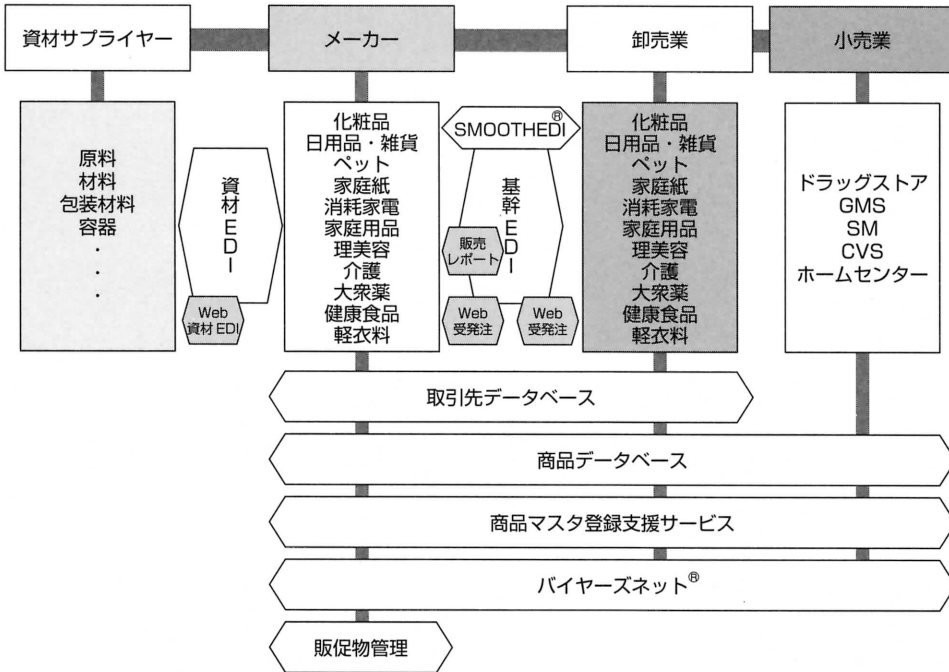 資材サプライヤー
メーカー
卸売業
小売業
原料
材料
包装材料
容器
・
・
・
資材EDI
Web
資材EDI
化粧品
日用品・雑貨
ペット
家庭紙
消耗家電
家庭用品
理美容
介護
大衆薬
健康食品
軽衣料
SMOOTHEDI®
基幹EDI
販売
レポート
Web
受発注
Web
受発注
化粧品
日用品・雑貨
ペット
家庭紙
消耗家電
家庭用品
理美容
介護
大衆薬
健康食品
軽衣料
ドラッグストア
GMS
SM
CVS
ホームセンター
取引先データベース
商品データベース
商品マスタ登録支援サービス
バイヤーズネット®
販促物管理